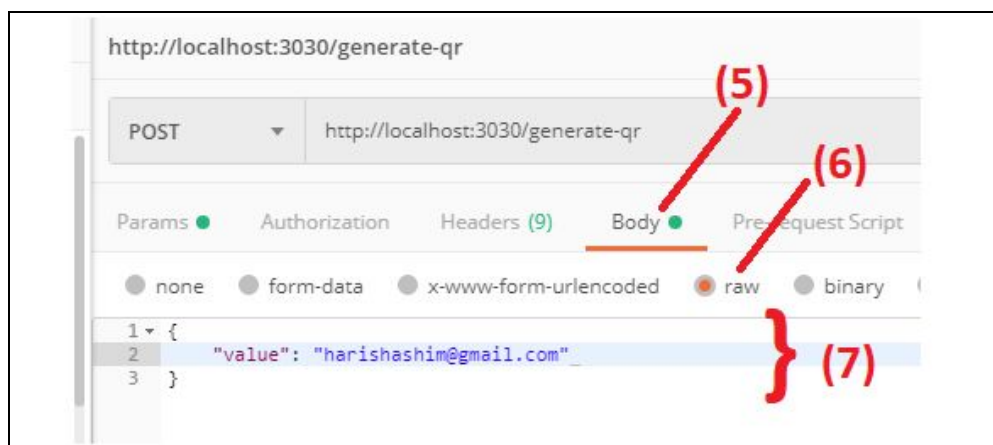 http://localhost:3030/generate-qr
(5)
POST http://localhost:3030/generate-qr
(6)
Params Authorization Headers (9) Body Pre-request Script
none form-data x-www-form-urlencoded raw binary
1 {
2 "value": "harishashim@gmail.com"
3 }
(7)